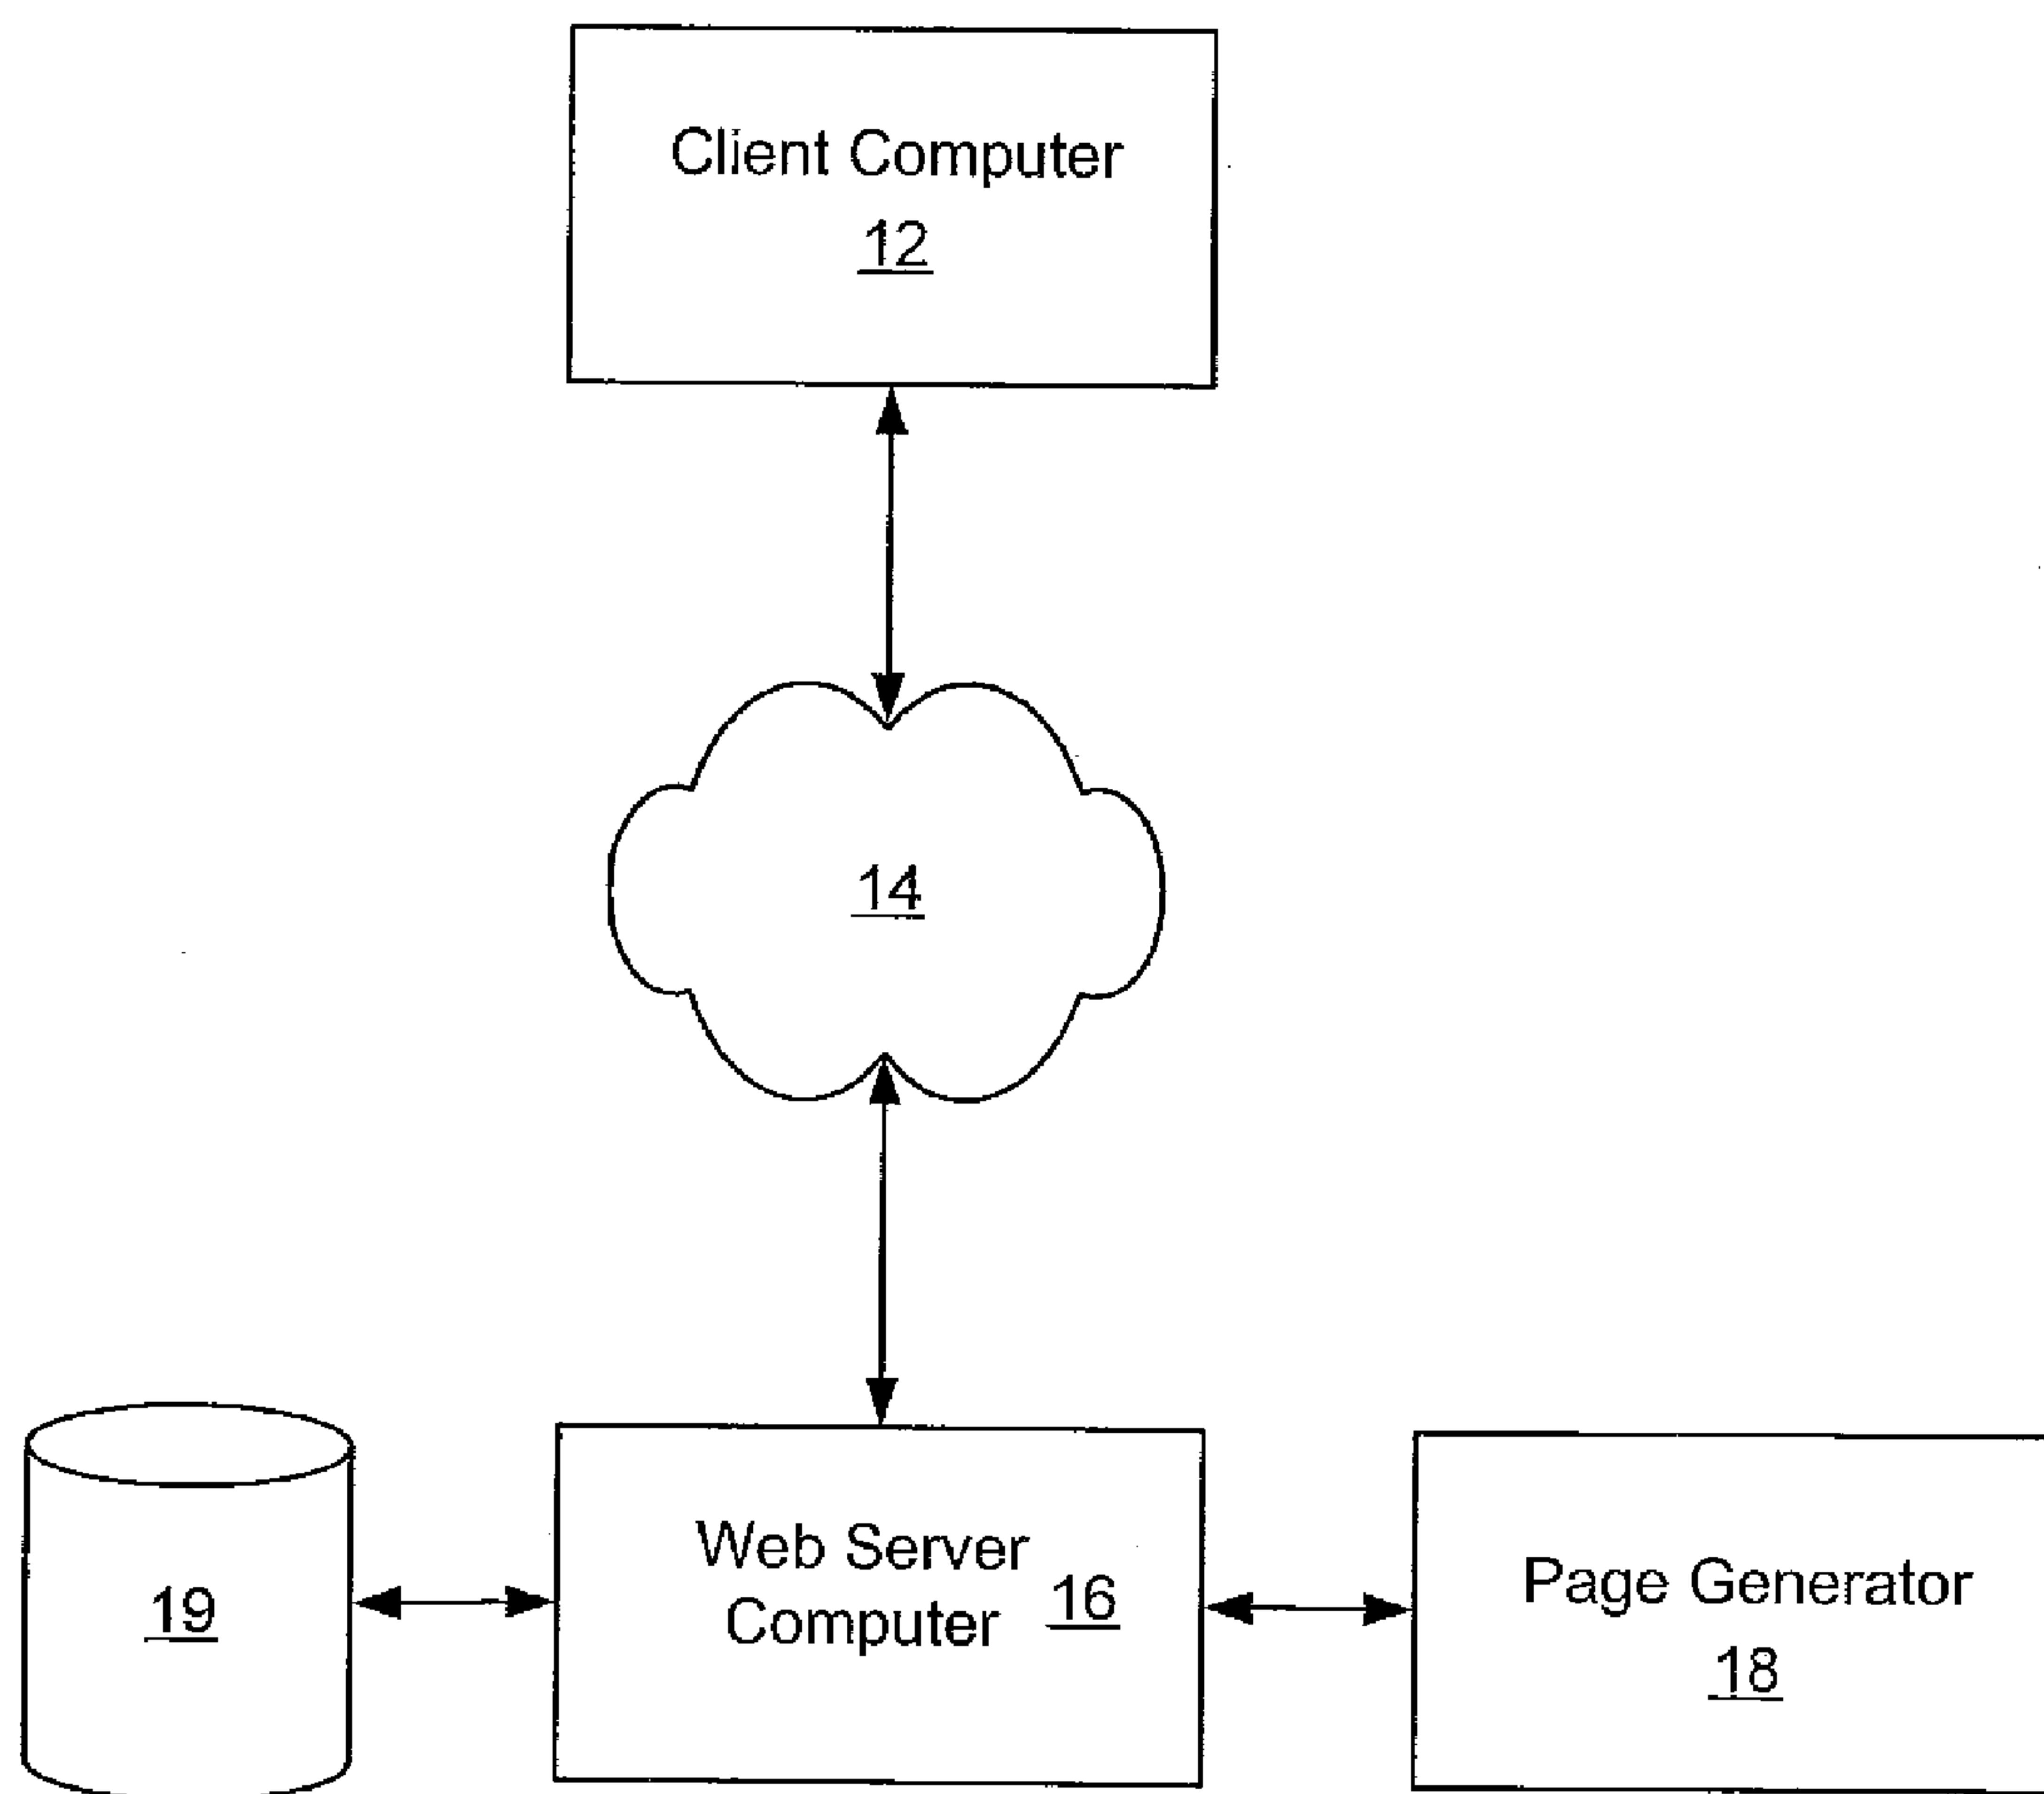 Client Computer
12
14
19
Web Server
Computer
16
Page Generator
18